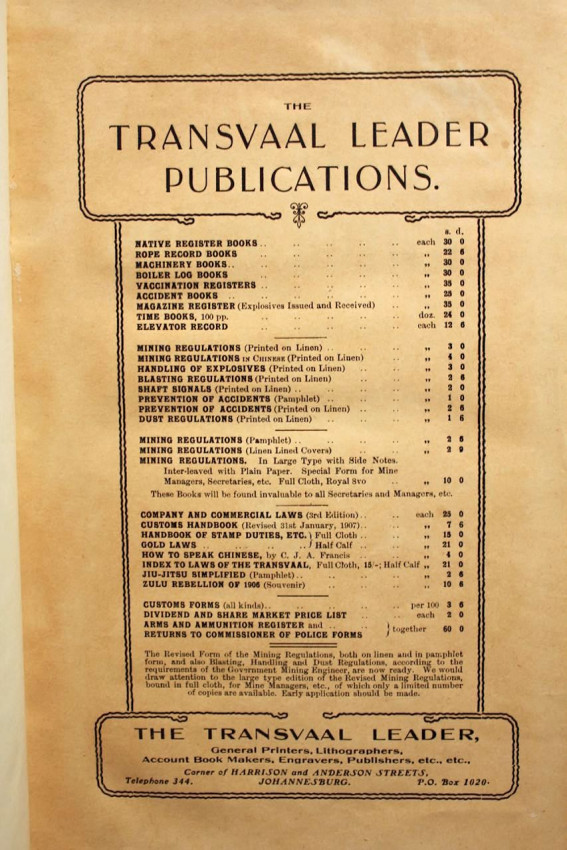 THE
TRANSVAAL LEADER
PUBLICATIONS.
s. d.
NATIVE REGISTER BOOKS .. .. .. .. .. each 30 0
ROPE RECORD BOOKS .. .. .. .. .. „ 22 6
MACHINERY BOOKS.. .. .. .. .. .. „ 30 0
BOILER LOG BOOKS .. .. .. .. .. „ 30 0
VACCINATION REGISTERS .. .. .. .. .. „ 35 0
ACCIDENT BOOKS .. .. .. .. .. „ 25 0
MAGAZINE REGISTER (Explosives Issued and Received) .. „ 35 0
TIME BOOKS, 100 pp. .. .. .. .. doz. 24 0
ELEVATOR RECORD .. .. .. .. each 12 6
MINING REGULATIONS (Printed on Linen) .. .. .. „ 3 0
MINING REGULATIONS IN CHINESE (Printed on Linen) .. „ 4 0
HANDLING OF EXPLOSIVES (Printed on Linen) .. .. „ 3 0
BLASTING REGULATIONS (Printed on Linen) .. .. „ 2 6
SHAFT SIGNALS (Printed on Linen) .. .. .. .. „ 2 0
PREVENTION OF ACCIDENTS (Pamphlet) .. .. .. „ 1 0
PREVENTION OF ACCIDENTS (Printed on Linen) .. .. „ 2 6
DUST REGULATIONS (Printed on Linen) .. .. .. „ 1 6
MINING REGULATIONS (Pamphlet) .. .. .. .. „ 2 6
MINING REGULATIONS (Linen Lined Covers) .. .. „ 2 9
MINING REGULATIONS. In Large Type with Side Notes.
Inter-leaved with Plain Paper. Special Form for Mine
Managers, Secretaries, etc. Full Cloth, Royal 8vo .. „ 10 0
These Books will be found invaluable to all Secretaries and Managers, etc.
COMPANY AND COMMERCIAL LAWS (3rd Edition) .. .. each 25 0
CUSTOMS HANDBOOK (Revised 31st January, 1907) .. .. „ 7 6
HANDBOOK OF STAMP DUTIES, ETC. } Full Cloth .. .. „ 15 0
GOLD LAWS .. .. .. .. } Half Calf .. .. „ 21 0
HOW TO SPEAK CHINESE, by C. J. A. Francis .. .. „ 4 0
INDEX TO LAWS OF THE TRANSVAAL, Full Cloth, 15/-; Half Calf „ 21 0
JIU-JITSU SIMPLIFIED (Pamphlet) .. .. .. .. „ 2 6
ZULU REBELLION OF 1906 (Souvenir) .. .. .. „ 10 6
CUSTOMS FORMS (all kinds) .. .. .. .. per 100 3 6
DIVIDEND AND SHARE MARKET PRICE LIST .. .. each 2 0
ARMS AND AMMUNITION REGISTER and .. .. } together 60 0
RETURNS TO COMMISSIONER OF POLICE FORMS
The Revised Form of the Mining Regulations, both on linen and in pamphlet
form, and also Blasting, Handling and Dust Regulations, according to the
requirements of the Government Mining Engineer, are now ready. We would
draw attention to the large type edition of the Revised Mining Regulations,
bound in full cloth, for Mine Managers, etc., of which only a limited number
of copies are available. Early application should be made.
THE TRANSVAAL LEADER,
General Printers, Lithographers,
Account Book Makers, Engravers, Publishers, etc., etc.,
Corner of HARRISON and ANDERSON STREETS,
Telephone 344. JOHANNESBURG. P.O. Box 1020.